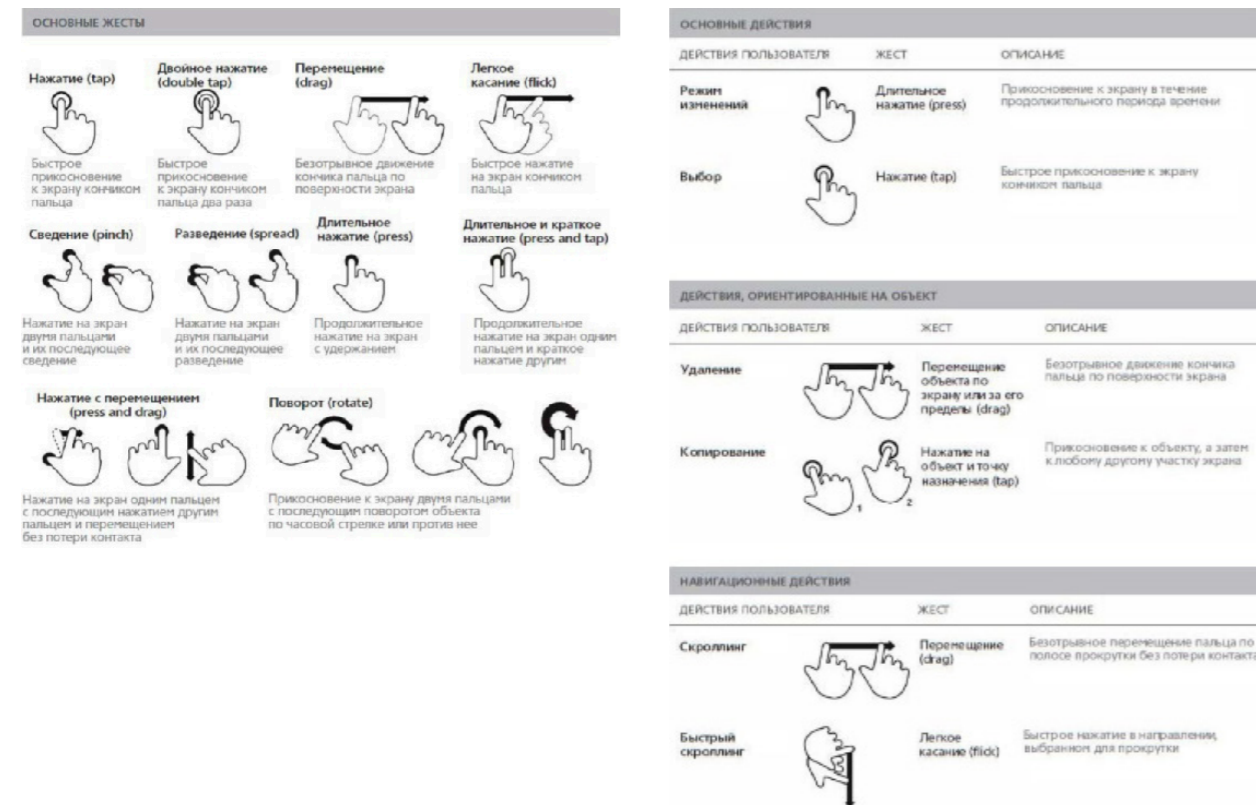 ОСНОВНЫЕ ЖЕСТЫ
Нажатие (tap)
Быстрое
прикосновение
к экрану кончиком
пальца
Двойное нажатие
(double tap)
Быстрое
прикосновение
к экрану кончиком
пальца два раза
Перемещение
(drag)
Безотрывное движение
кончика пальца по
поверхности экрана
Легкое
касание (flick)
Быстрое нажатие
на экран кончиком
пальца
Сведение (pinch)
Нажатие на экран
двумя пальцами
и их последующее
сведение
Разведение (spread)
Нажатие на экран
двумя пальцами
и их последующее
разведение
Длительное
нажатие (press)
Продолжительное
нажатие на экран
с удержанием
Длительное и краткое
нажатие (press and tap)
Продолжительное
нажатие на экран одним
пальцем и краткое
нажатие другим
Нажатие с перемещением
(press and drag)
Нажатие на экран одним пальцем
с последующим нажатием другим
пальцем и перемещением
без потери контакта
Поворот (rotate)
Прикосновение к экрану двумя пальцами
с последующим поворотом объекта
по часовой стрелке или против нее
ОСНОВНЫЕ ДЕЙСТВИЯ
ДЕЙСТВИЯ ПОЛЬЗОВАТЕЛЯ ЖЕСТ ОПИСАНИЕ
Режим
изменений
Длительное
нажатие (press)
Прикосновение к экрану в течение
продолжительного периода времени
Выбор
Нажатие (tap)
Быстрое прикосновение к экрану
кончиком пальца
ДЕЙСТВИЯ, ОРИЕНТИРОВАННЫЕ НА ОБЪЕКТ
ДЕЙСТВИЯ ПОЛЬЗОВАТЕЛЯ ЖЕСТ ОПИСАНИЕ
Удаление
Перемещение
объекта по
экрану или за его
пределы (drag)
Безотрывное движение кончика
пальца по поверхности экрана
Копирование
1
2
Нажатие на
объект и точку
назначения (tap)
Прикосновение к объекту, а затем
к любому другому участку экрана
НАВИГАЦИОННЫЕ ДЕЙСТВИЯ
ДЕЙСТВИЯ ПОЛЬЗОВАТЕЛЯ ЖЕСТ ОПИСАНИЕ
Скроллинг
Перемещение
(drag)
Безотрывное перемещение пальца по
полосе прокрутки без потери контакта
Быстрый
скроллинг
Легкое
касание (flick)
Быстрое нажатие в направлении,
выбранном для прокрутки